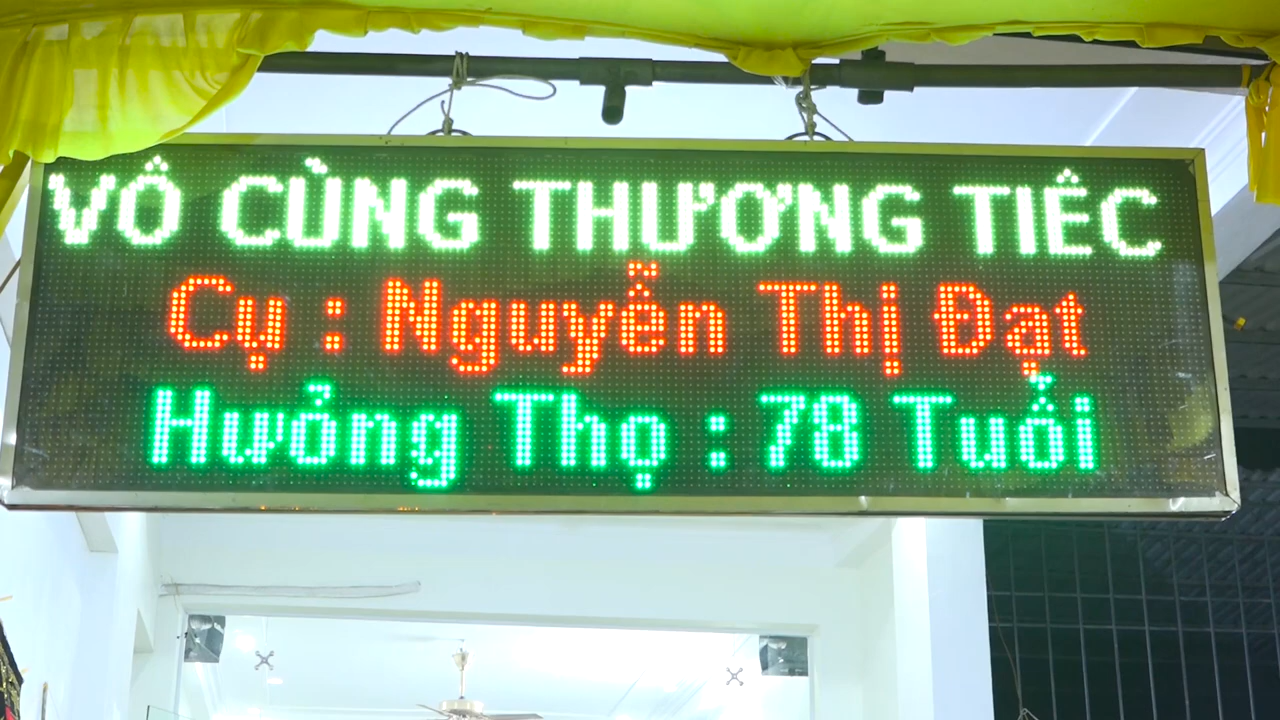 VÔ CÙNG THƯƠNG TIẾC
Cụ : Nguyễn Thị Đạt
Hưởng Thọ : 78 Tuổi